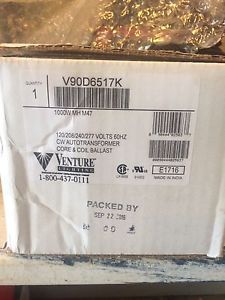 QUANTITY
1
V90D6517K
1000W MH M47
120/208/240/277 VOLTS 60HZ
CW AUTOTRANSFORMER
CORE & COIL BALLAST
VENTURE
LIGHTING
1-800-437-0111
E1716
MADE IN INDIA
PACKED BY
SEP 22 2016